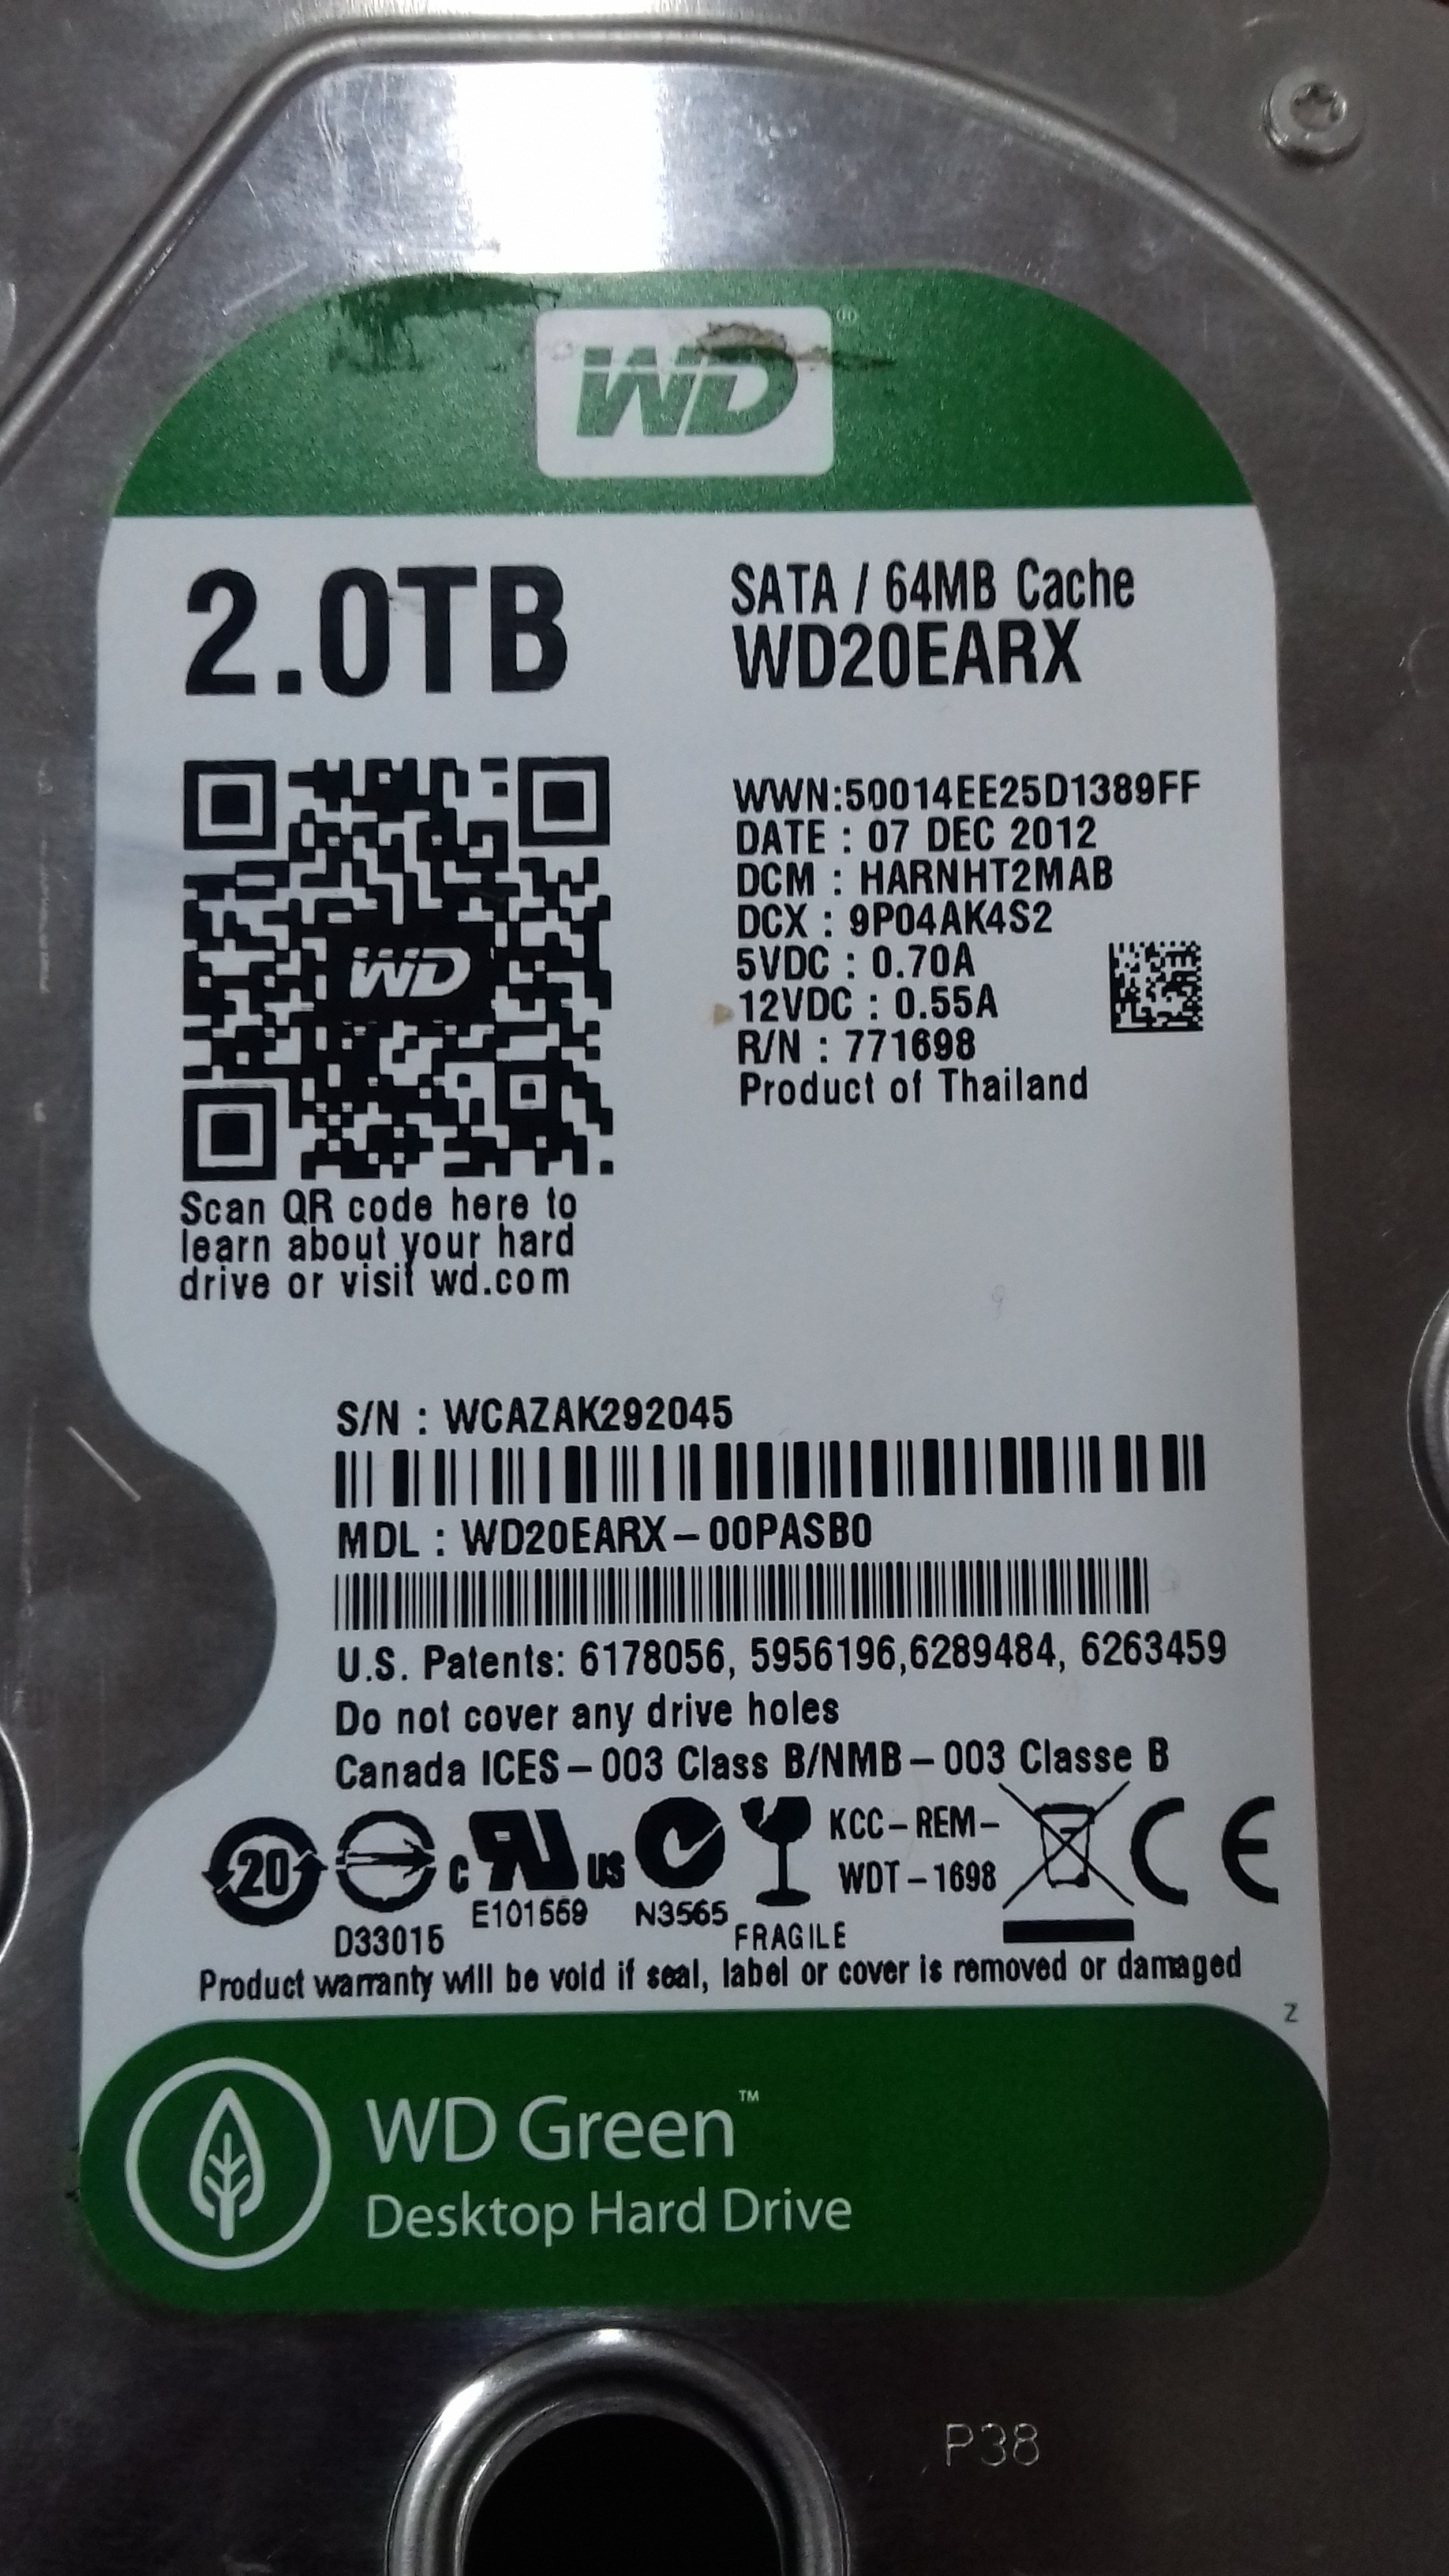 WD®
2.0TB
SATA / 64MB Cache
WD20EARX
WD
WWN:50014EE25D1389FF
DATE : 07 DEC 2012
DCM : HARNHT2MAB
DCX : 9P04AK4S2
5VDC : 0.70A
12VDC : 0.55A
R/N : 771698
Product of Thailand
Scan QR code here to
learn about your hard
drive or visit wd.com
S/N : WCAZAK292045
MDL : WD20EARX-00PASB0
U.S. Patents: 6178056, 5956196,6289484, 6263459
Do not cover any drive holes
Canada ICES-003 Class B/NMB-003 Classe B
20
D33015
c RU US
E101559
N3565
FRAGILE
KCC-REM-
WDT-1698
CE
Product warranty will be void if seal, label or cover is removed or damaged
Z
WD Green™
Desktop Hard Drive
P38